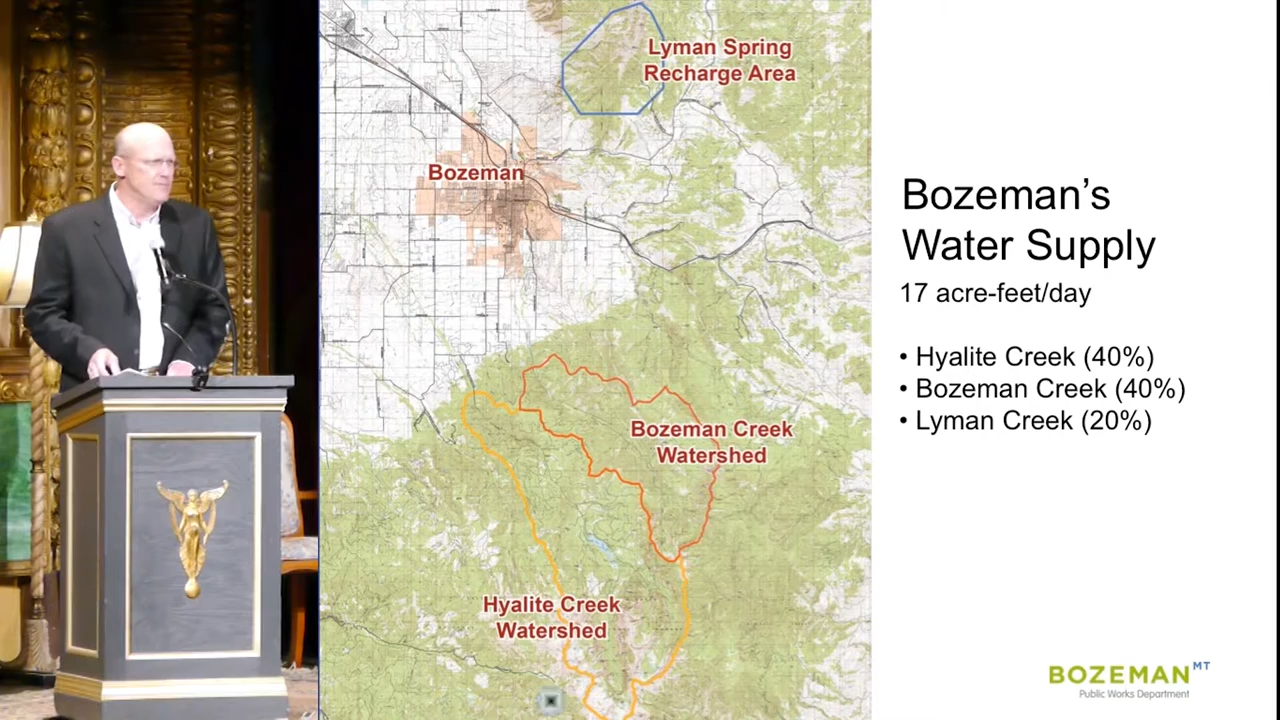 Lyman Spring
Recharge Area
Bozeman
Bozeman Creek
Watershed
Hyalite Creek
Watershed
Bozeman's
Water Supply
17 acre-feet/day
• Hyalite Creek (40%)
• Bozeman Creek (40%)
• Lyman Creek (20%)
BOZEMAN MT
Public Works Department